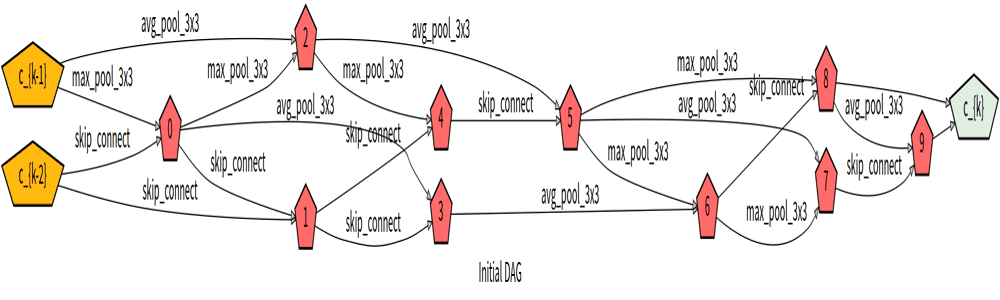 c_{k-1}
c_{k-2}
avg_pool_3x3
max_pool_3x3
skip_connect
skip_connect
0
max_pool_3x3
avg_pool_3x3
skip_connect
2
1
avg_pool_3x3
max_pool_3x3
skip_connect
skip_connect
4
3
skip_connect
avg_pool_3x3
5
max_pool_3x3
avg_pool_3x3
max_pool_3x3
6
skip_connect
max_pool_3x3
8
7
avg_pool_3x3
skip_connect
9
c_{k}
Initial DAG